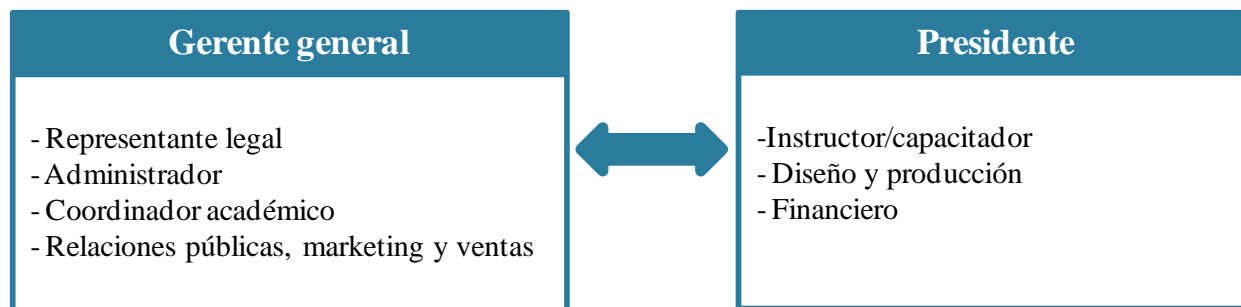 Gerente general
- Representante legal
- Administrador
- Coordinador académico
- Relaciones públicas, marketing y ventas
Presidente
-Instructor/capacitador
- Diseño y producción
- Financiero